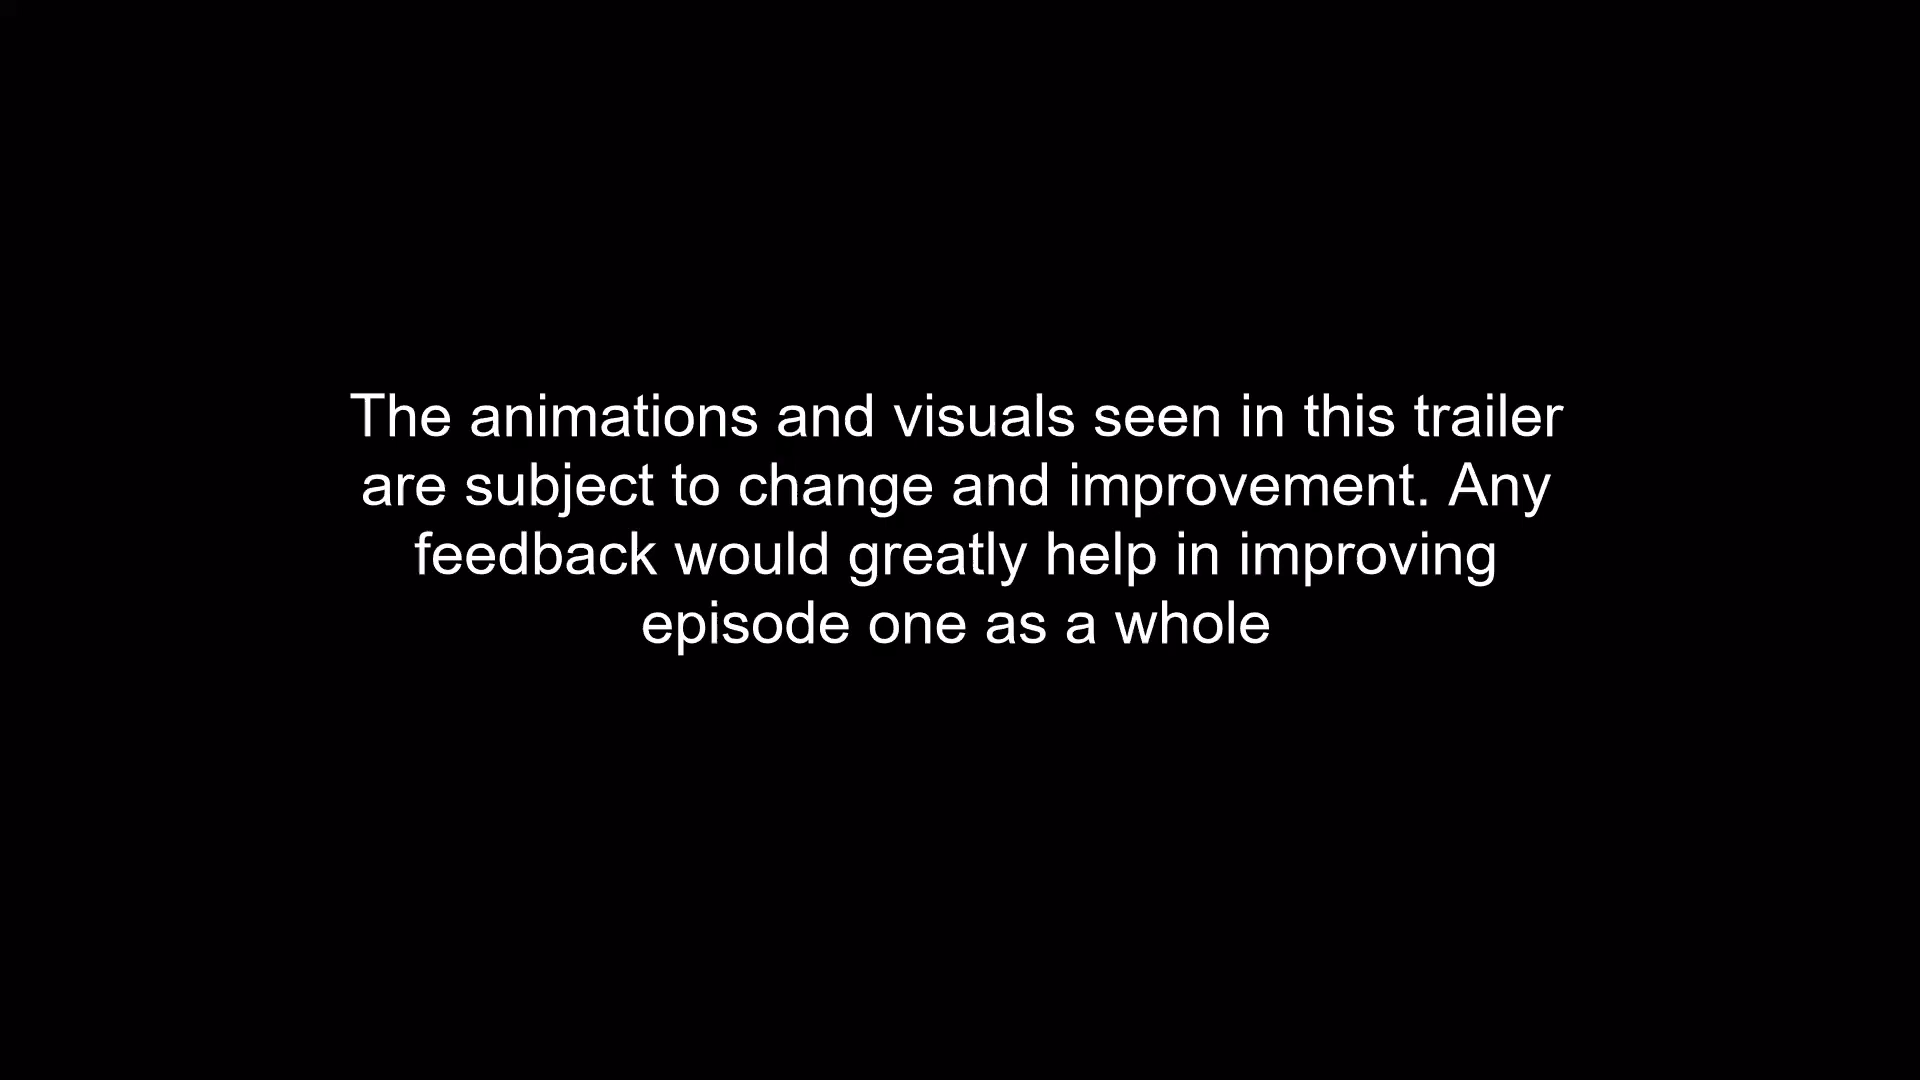 The animations and visuals seen in this trailer
are subject to change and improvement. Any
feedback would greatly help in improving
episode one as a whole